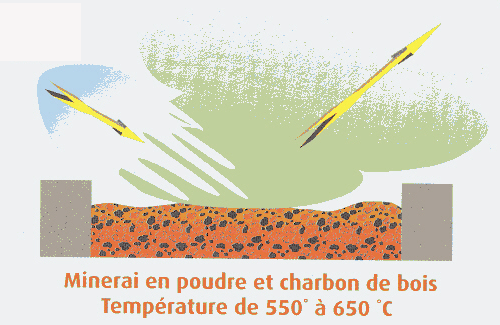 Minerai en poudre et charbon de bois
Température de 550° à 650 °C